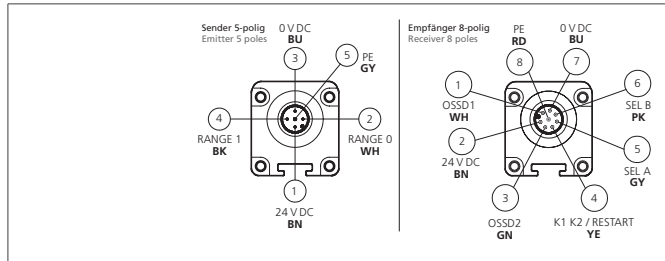 Sender 5-polig
Emitter 5 poles
0 V DC
BU
3
5
PE
GY
4
RANGE 1
BK
2
RANGE 0
WH
1
24 V DC
BN
Empfänger 8-polig
Receiver 8 poles
PE
RD
0 V DC
BU
8
7
1
OSSD1
WH
6
SEL B
PK
2
24 V DC
BN
5
SEL A
GY
3
OSSD2
GN
4
K1 K2 / RESTART
YE